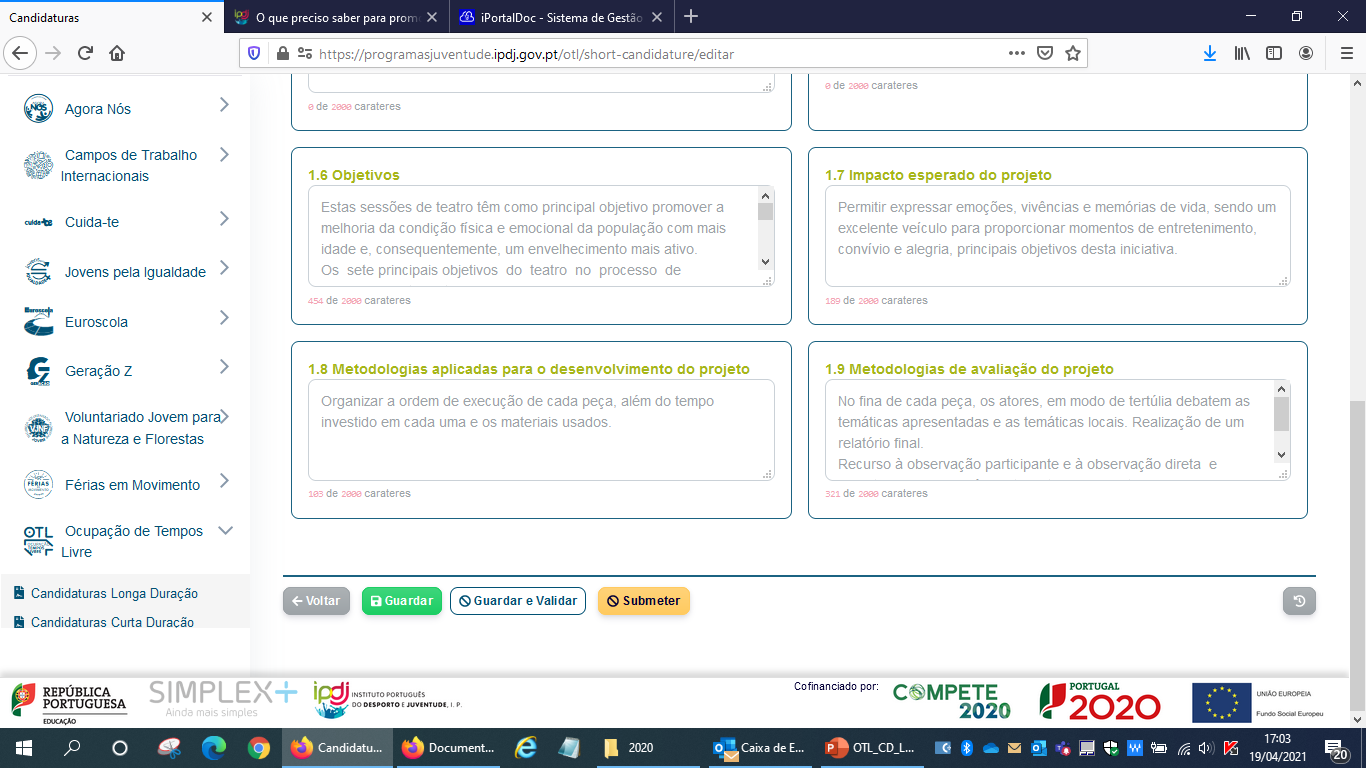 Candidaturas
O que preciso saber para prom
iPortalDoc - Sistema de Gestão
https://programasjuventude.ipdj.gov.pt/otl/short-candidature/editar
Agora Nós
Campos de Trabalho
Internacionais
Cuida-te
Jovens pela Igualdade
Euroscola
Geração Z
Voluntariado Jovem para
a Natureza e Florestas
Férias em Movimento
Ocupação de Tempos
Livre
Candidaturas Longa Duração
Candidaturas Curta Duração
0 de 2000 carateres
0 de 2000 carateres
1.6 Objetivos
Estas sessões de teatro têm como principal objetivo promover a
melhoria da condição física e emocional da população com mais
idade e, consequentemente, um envelhecimento mais ativo.
Os sete principais objetivos do teatro no processo de
454 de 2000 carateres
1.7 Impacto esperado do projeto
Permitir expressar emoções, vivências e memórias de vida, sendo um
excelente veículo para proporcionar momentos de entretenimento,
convívio e alegria, principais objetivos desta iniciativa.
189 de 2000 carateres
1.8 Metodologias aplicadas para o desenvolvimento do projeto
Organizar a ordem de execução de cada peça, além do tempo
investido em cada uma e os materiais usados.
103 de 2000 carateres
1.9 Metodologias de avaliação do projeto
No fina de cada peça, os atores, em modo de tertúlia debatem as
temáticas apresentadas e as temáticas locais. Realização de um
relatório final.
Recurso à observação participante e à observação direta e
321 de 2000 carateres
Voltar
Guardar
Guardar e Validar
Submeter
REPÚBLICA
PORTUGUESA
EDUCAÇÃO
SIMPLEX+
Ainda mais simples
ipdj
INSTITUTO PORTUGUÊS
DO DESPORTO E JUVENTUDE, I. P.
Cofinanciado por:
COMPETE
2020
PORTUGAL
2020
UNIÃO EUROPEIA
Fundo Social Europeu
Candidatu...
Document...
2020
Caixa de E...
OTL_CD_L...
17:03
19/04/2021
20